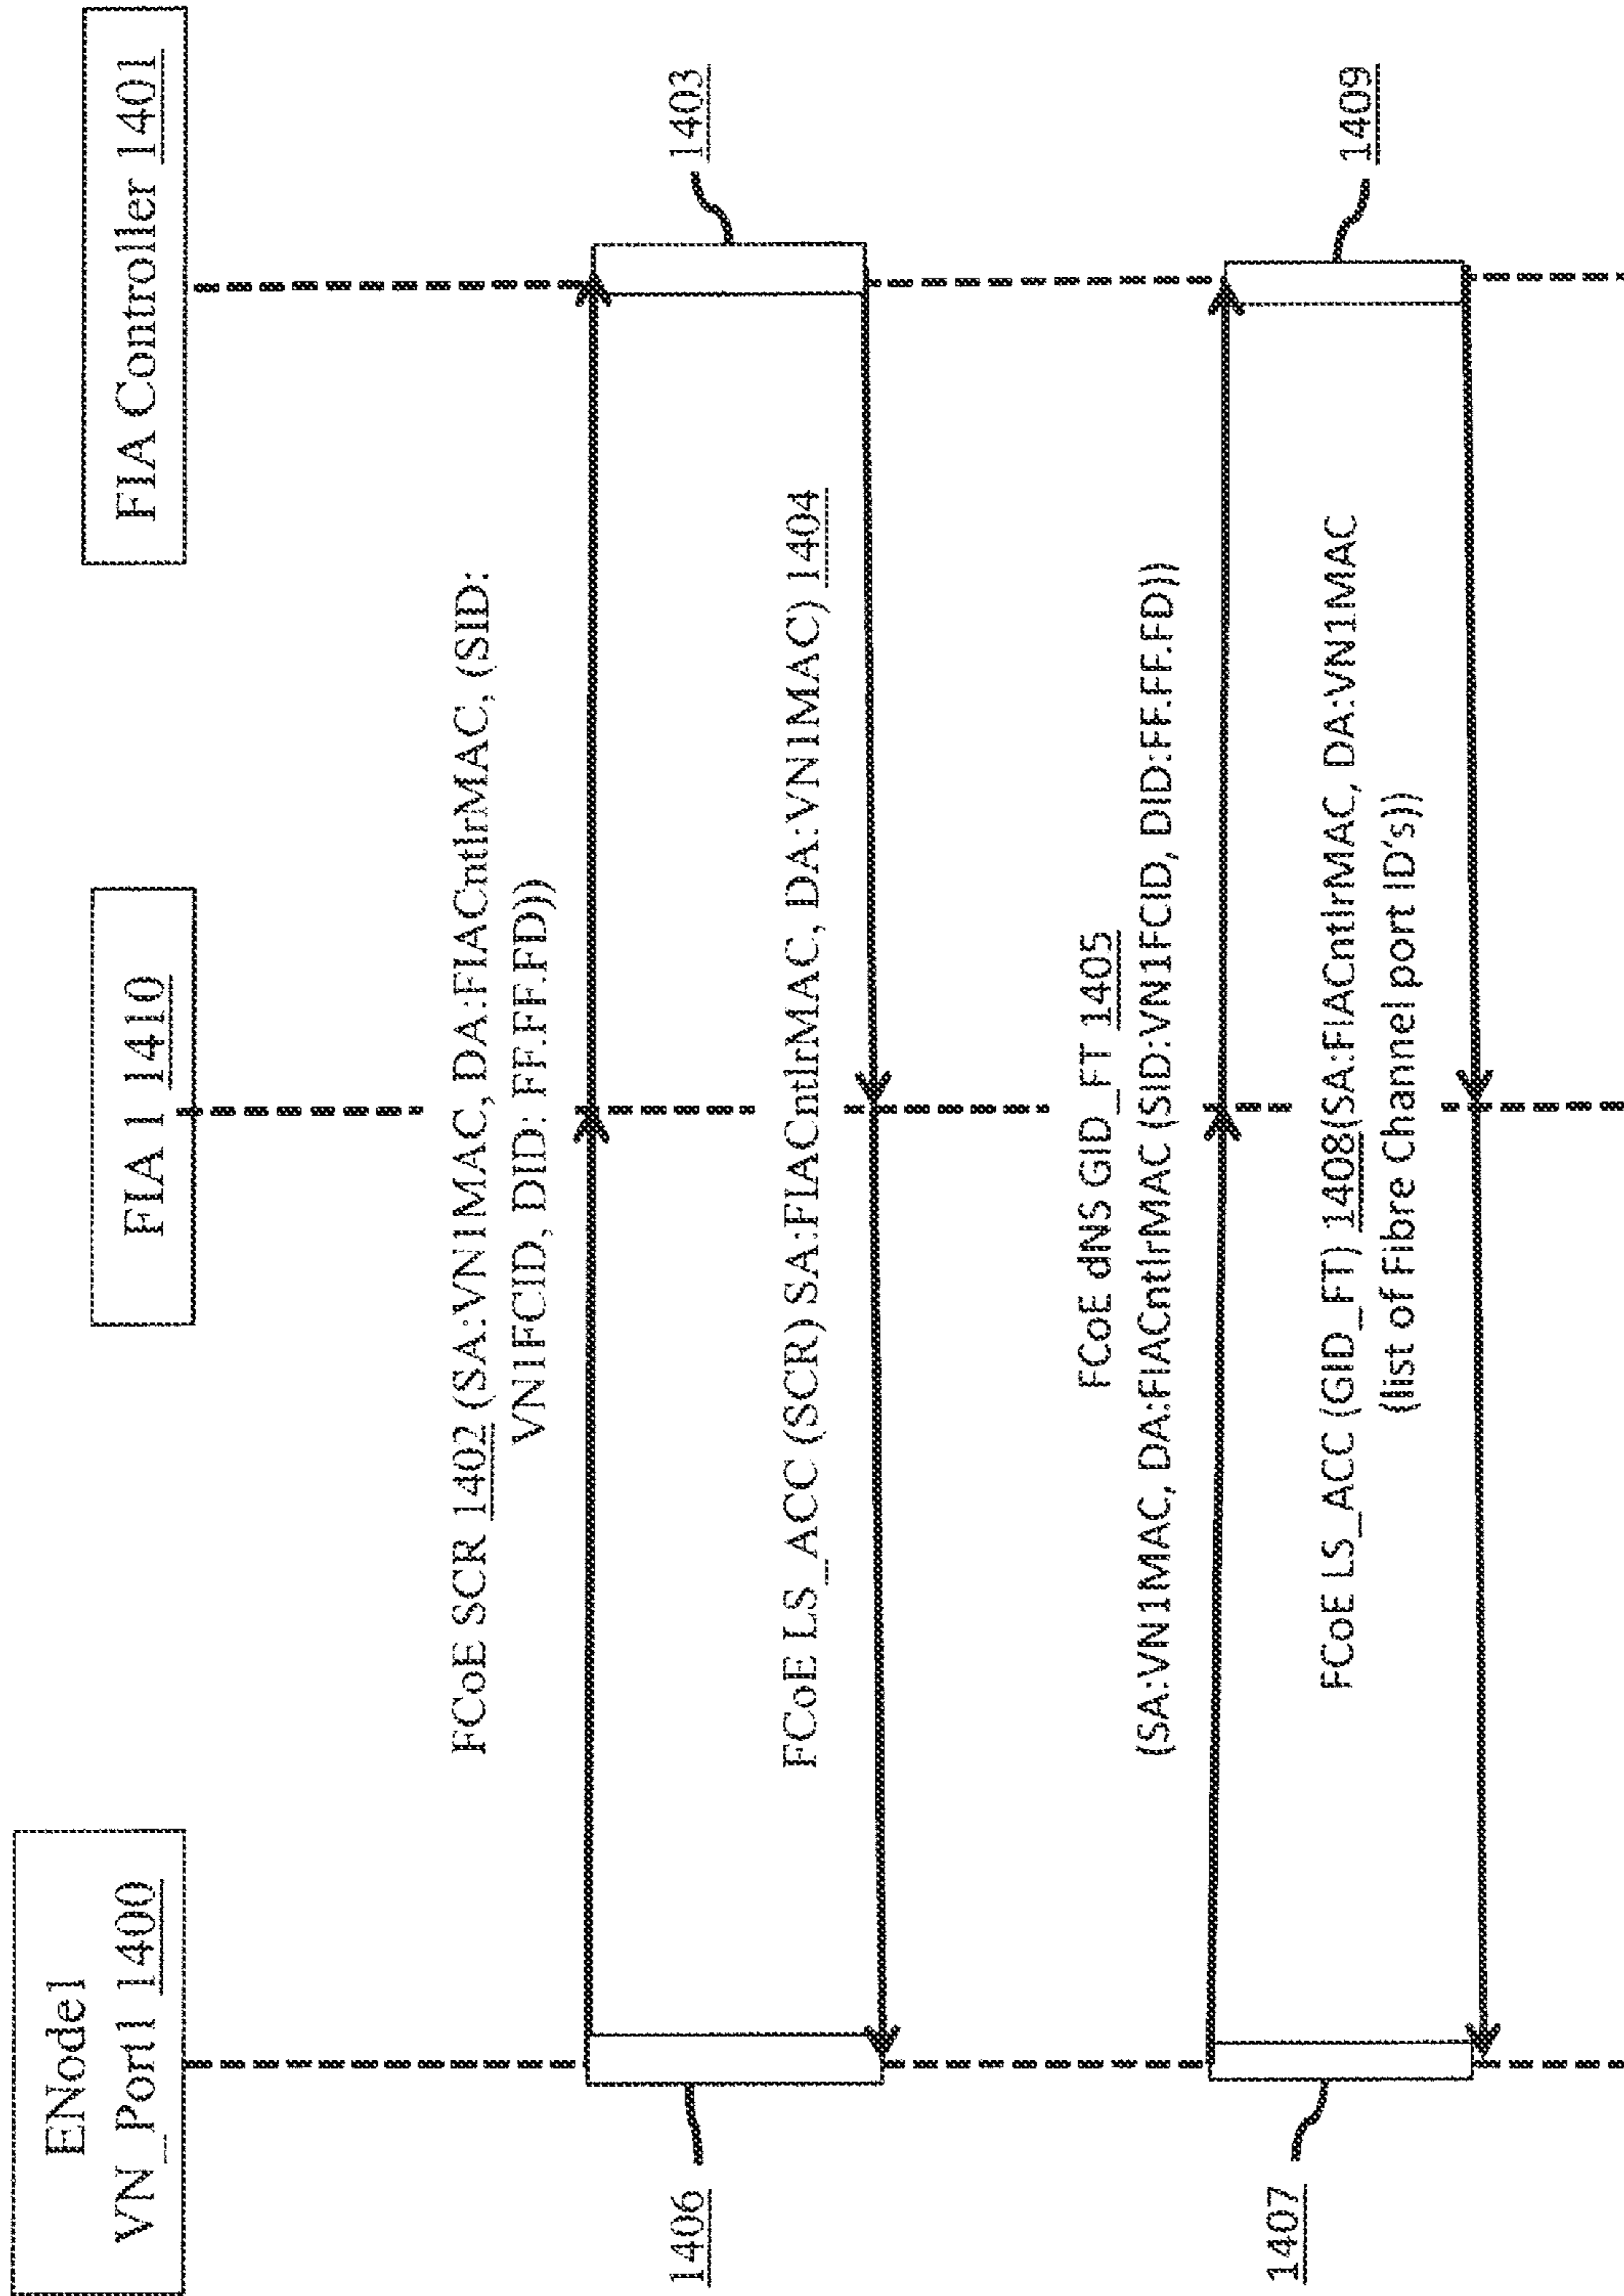 ENode1
VN_Port1 1400
FIA 1 1410
FIA Controller 1401
FCoE SCR 1402 (SA:VN1MAC, DA:FIACntlrMAC, (SID:
VN1FCID, DID: FF.FF.FD))
1406
1403
FCoE LS_ACC (SCR) SA:FIACntlrMAC, DA:VN1MAC) 1404
FCoE dNS GID_FT 1405
(SA:VN1MAC, DA:FIACntlrMAC (SID:VN1FCID, DID:FF.FF.FD))
1407
1409
FCoE LS_ACC (GID_FT) 1408(SA:FIACntlrMAC, DA:VN1MAC
(list of Fibre Channel port ID's))